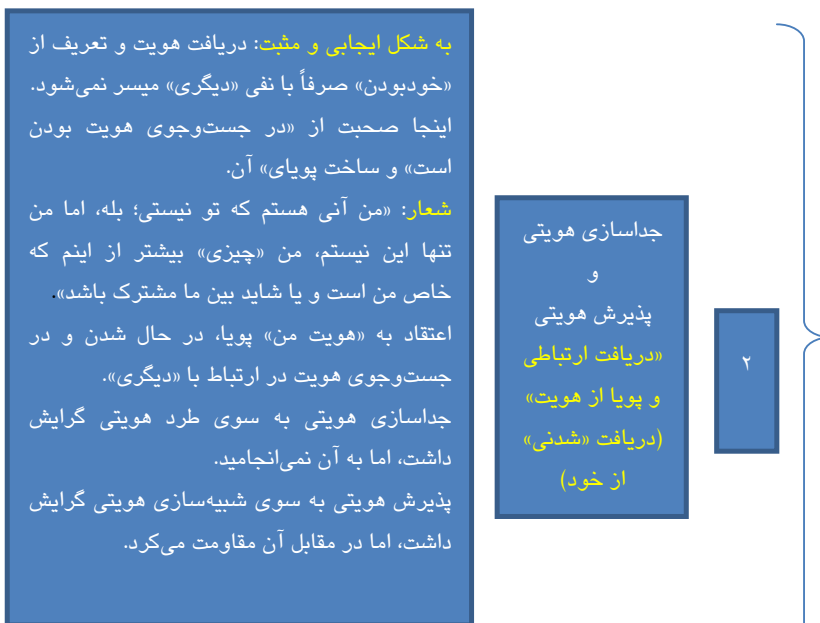 ۲
جداسازی هویتی
و
پذیرش هویتی
«دریافت ارتباطی
و پویا از هویت»
(دریافت «شدنی»
از خود)
به شکل ایجابی و مثبت: دریافت هویت و تعریف از
«خودبودن» صرفاً با نفی «دیگری» میسر نمی‌شود.
اینجا صحبت از «در جست‌وجوی هویت بودن
است» و ساخت پویای» آن.
شعار: «من آنی هستم که تو نیستی؛ بله، اما من
تنها این نیستم، من «چیزی» بیشتر از اینم که
خاص من است و یا شاید بین ما مشترک باشد».
اعتقاد به «هویت من» پویا، در حال شدن و در
جست‌وجوی هویت در ارتباط با «دیگری».
جداسازی هویتی به سوی طرد هویتی گرایش
داشت، اما به آن نمی‌انجامید.
پذیرش هویتی به سوی شبیه‌سازی هویتی گرایش
داشت، اما در مقابل آن مقاومت می‌کرد.